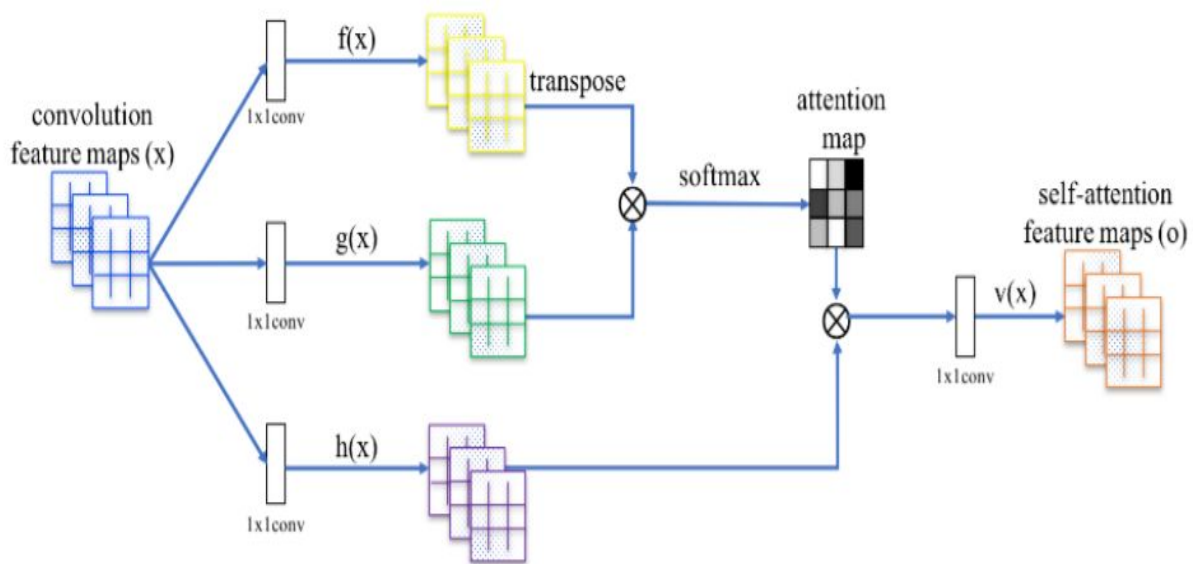 convolution
feature maps (x)
1x1conv
f(x)
transpose
1x1conv
g(x)
1x1conv
h(x)
softmax
attention
map
1x1conv
v(x)
self-attention
feature maps (o)